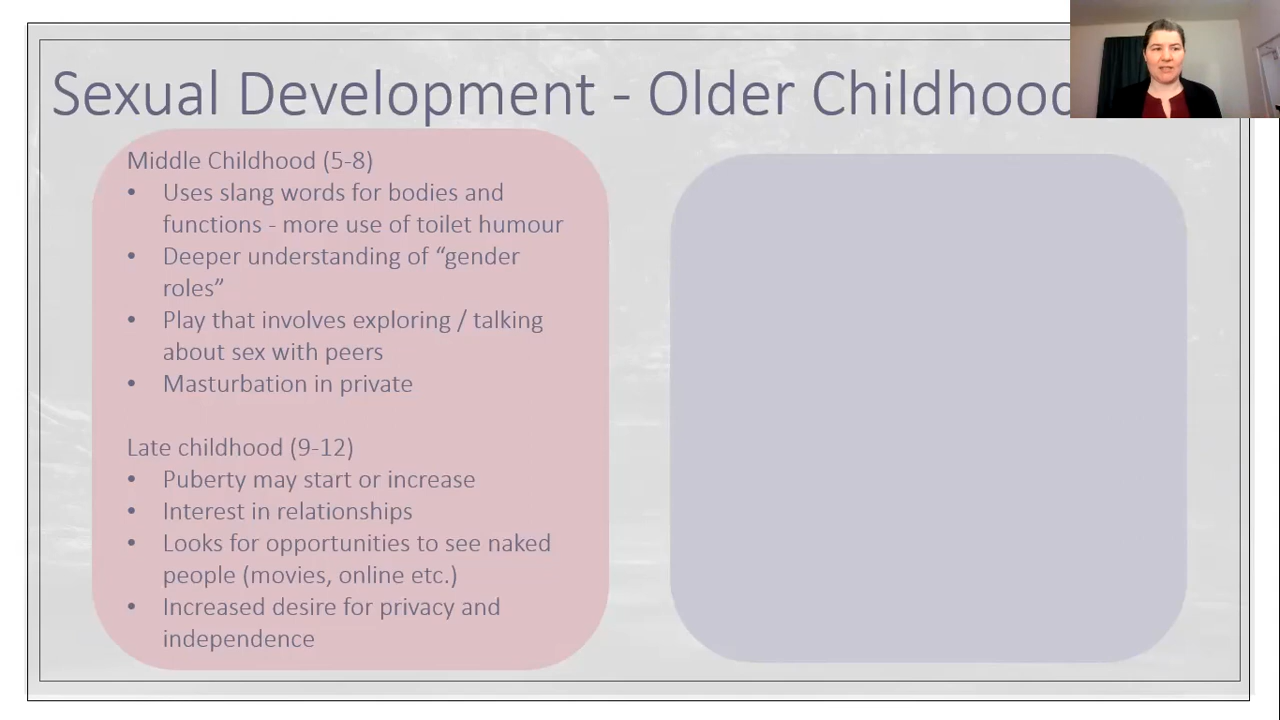 Sexual Development - Older Childhood
Middle Childhood (5-8)
• Uses slang words for bodies and
functions - more use of toilet humour
• Deeper understanding of “gender
roles”
• Play that involves exploring / talking
about sex with peers
• Masturbation in private
Late childhood (9-12)
• Puberty may start or increase
• Interest in relationships
• Looks for opportunities to see naked
people (movies, online etc.)
• Increased desire for privacy and
independence